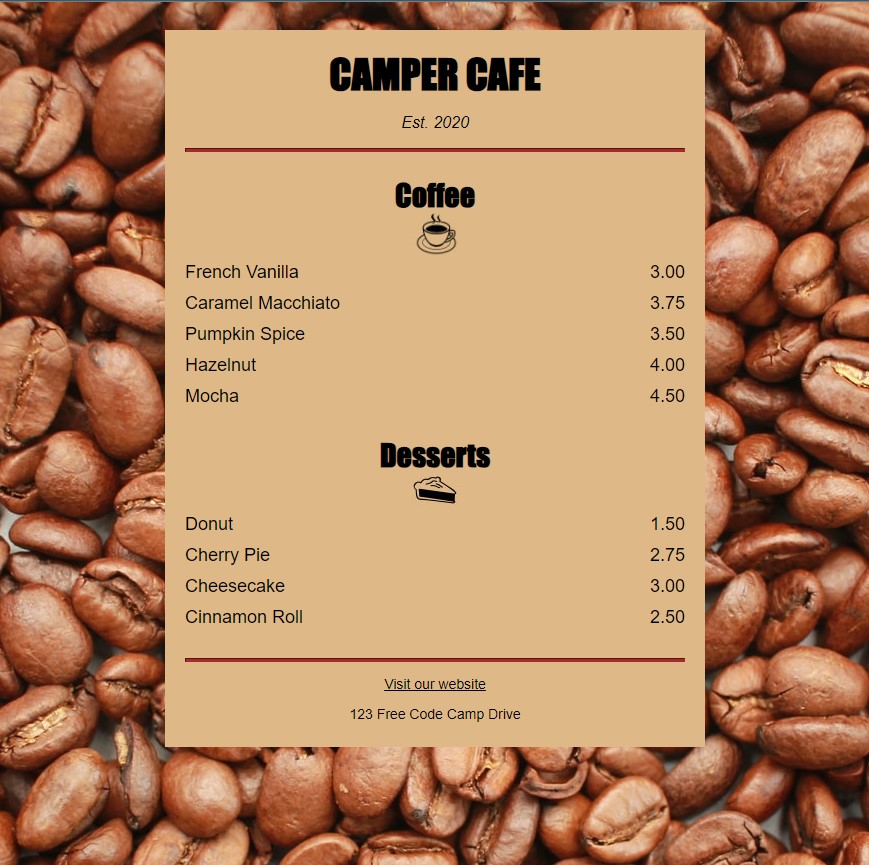 CAMPER CAFE
Est. 2020
Coffee
French Vanilla 3.00
Caramel Macchiato 3.75
Pumpkin Spice 3.50
Hazelnut 4.00
Mocha 4.50
Desserts
Donut 1.50
Cherry Pie 2.75
Cheesecake 3.00
Cinnamon Roll 2.50
Visit our website
123 Free Code Camp Drive